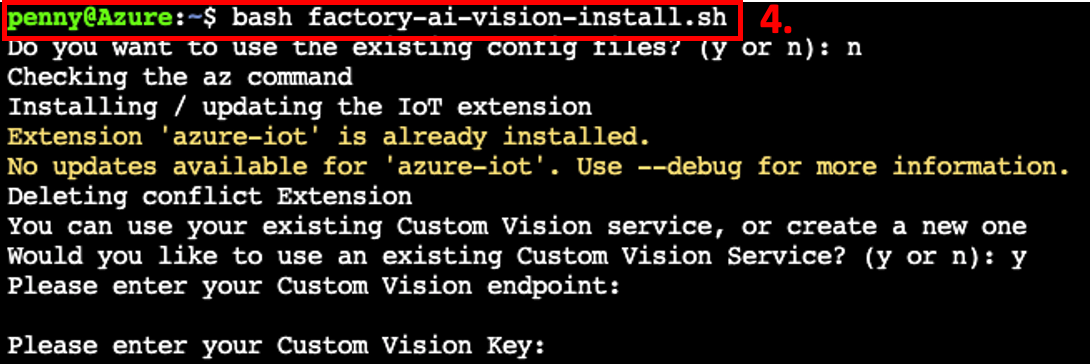 penny@Azure:~$ bash factory-ai-vision-install.sh 4.
Do you want to use the existing config files? (y or n): n
Checking the az command
Installing / updating the IoT extension
Extension 'azure-iot' is already installed.
No updates available for 'azure-iot'. Use --debug for more information.
Deleting conflict Extension
You can use your existing Custom Vision service, or create a new one
Would you like to use an existing Custom Vision Service? (y or n): y
Please enter your Custom Vision endpoint:
Please enter your Custom Vision Key: